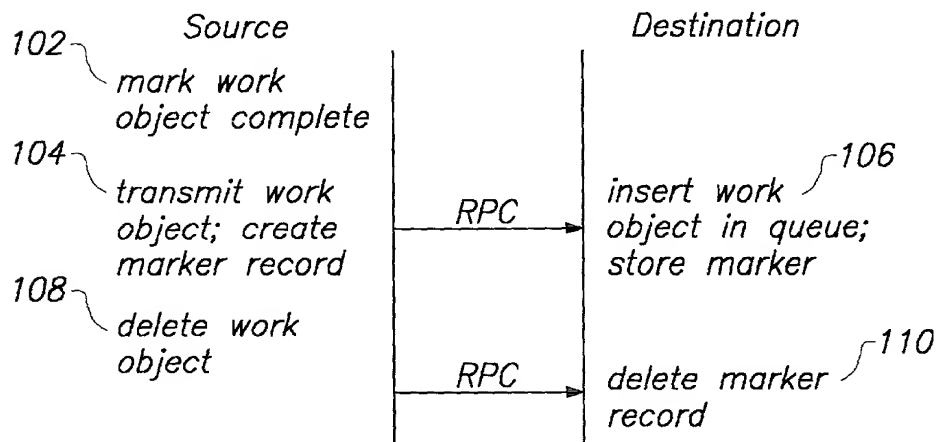 Source
Destination
102
mark work
object complete
104
transmit work
object; create
marker record
RPC
106
insert work
object in queue;
store marker
108
delete work
object
RPC
110
delete marker
record